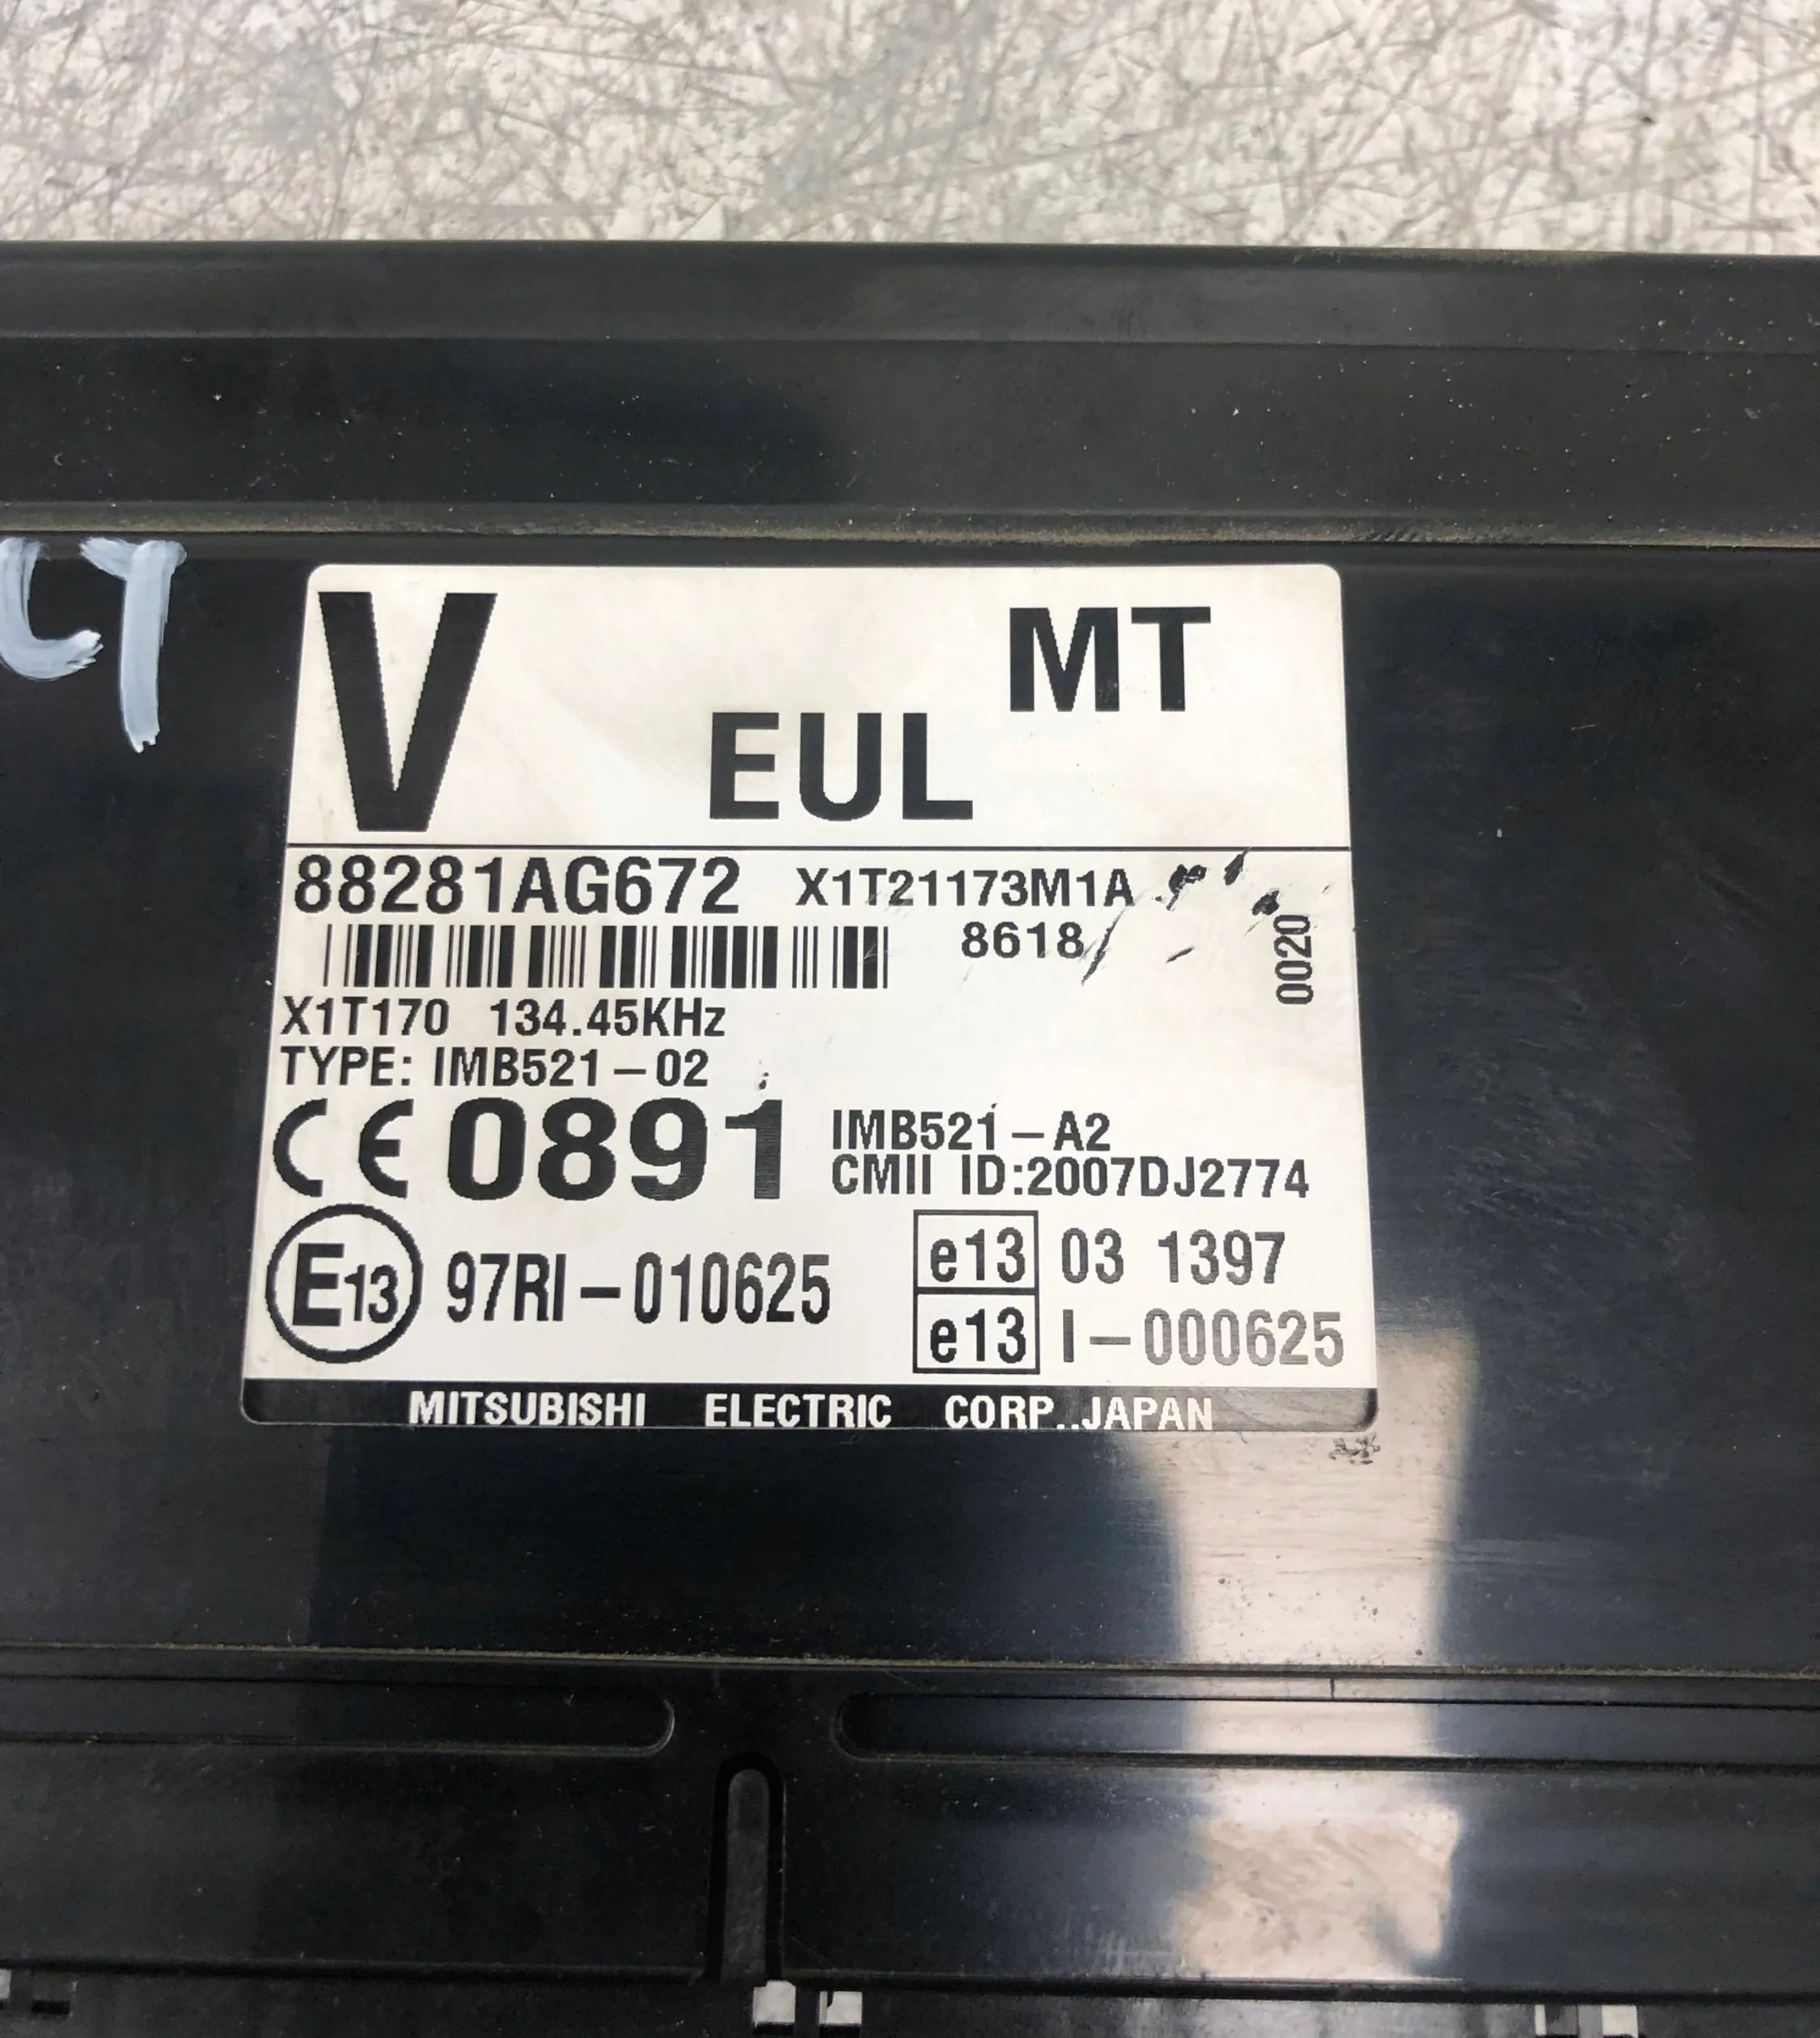 V
MT
EUL
88281AG672 X1T21173M1A
8618
0020
X1T170 134.45KHz
TYPE: IMB521-02
CE 0891 IMB521-A2
CMII ID:2007DJ2774
E13 97RI-010625
e13 03 1397
e13 I-000625
MITSUBISHI ELECTRIC CORP.,JAPAN